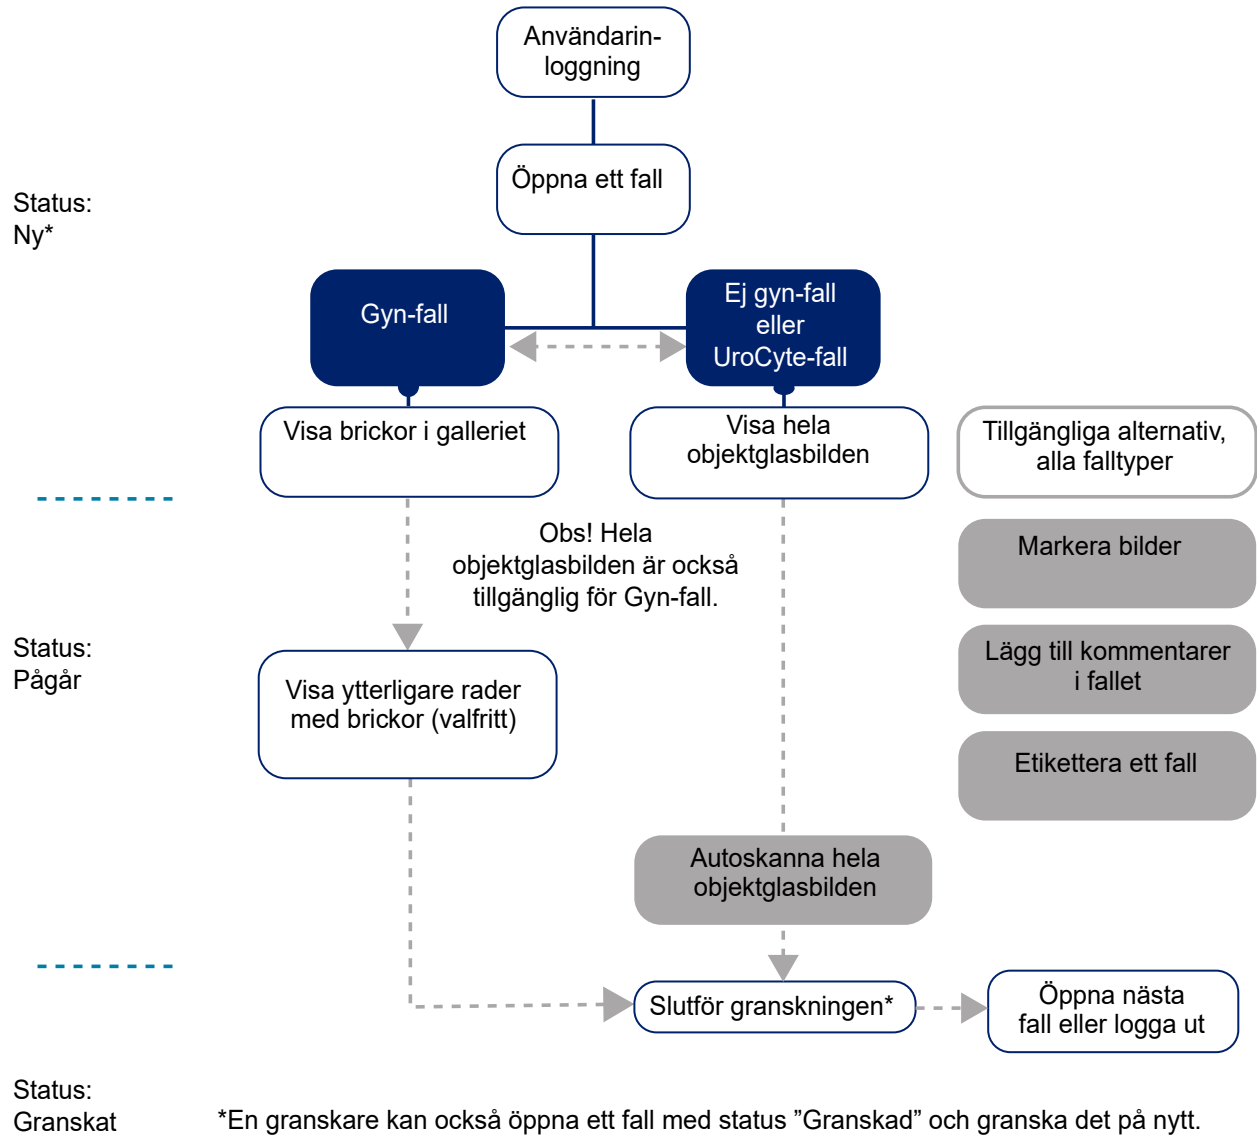 Användarin-
loggning
Öppna ett fall
Status:
Ny*
Gyn-fall
Ej gyn-fall
eller
UroCyte-fall
Visa brickor i galleriet
Visa hela
objektglasbilden
Tillgängliga alternativ,
alla falltyper
Obs! Hela
objektglasbilden är också
tillgänglig för Gyn-fall.
Markera bilder
Status:
Pågår
Visa ytterligare rader
med brickor (valfritt)
Lägg till kommentarer
i fallet
Etikettera ett fall
Autoskanna hela
objektglasbilden
Slutför granskningen*
Öppna nästa
fall eller logga ut
Status:
Granskat
*En granskare kan också öppna ett fall med status ”Granskad” och granska det på nytt.